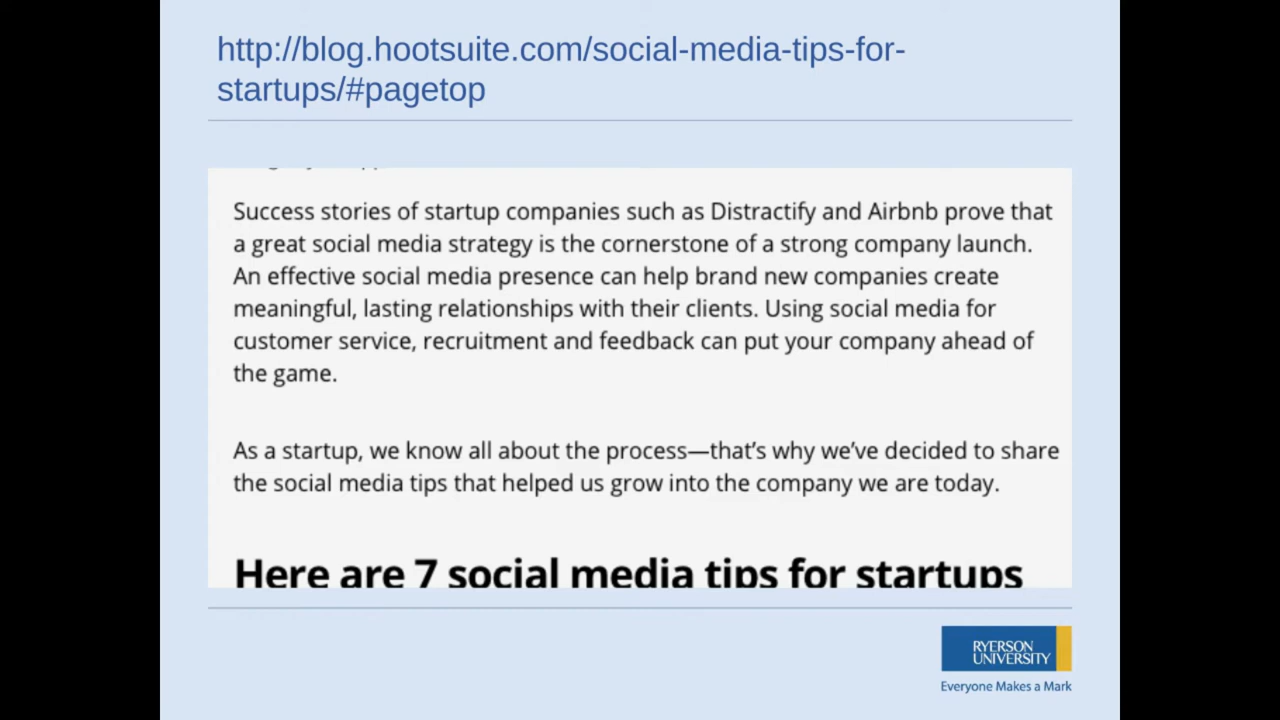 http://blog.hootsuite.com/social-media-tips-for-
startups/#pagetop
Success stories of startup companies such as Distractify and Airbnb prove that
a great social media strategy is the cornerstone of a strong company launch.
An effective social media presence can help brand new companies create
meaningful, lasting relationships with their clients. Using social media for
customer service, recruitment and feedback can put your company ahead of
the game.
As a startup, we know all about the process—that’s why we’ve decided to share
the social media tips that helped us grow into the company we are today.
Here are 7 social media tips for startups
RYERSON
UNIVERSITY
Everyone Makes a Mark